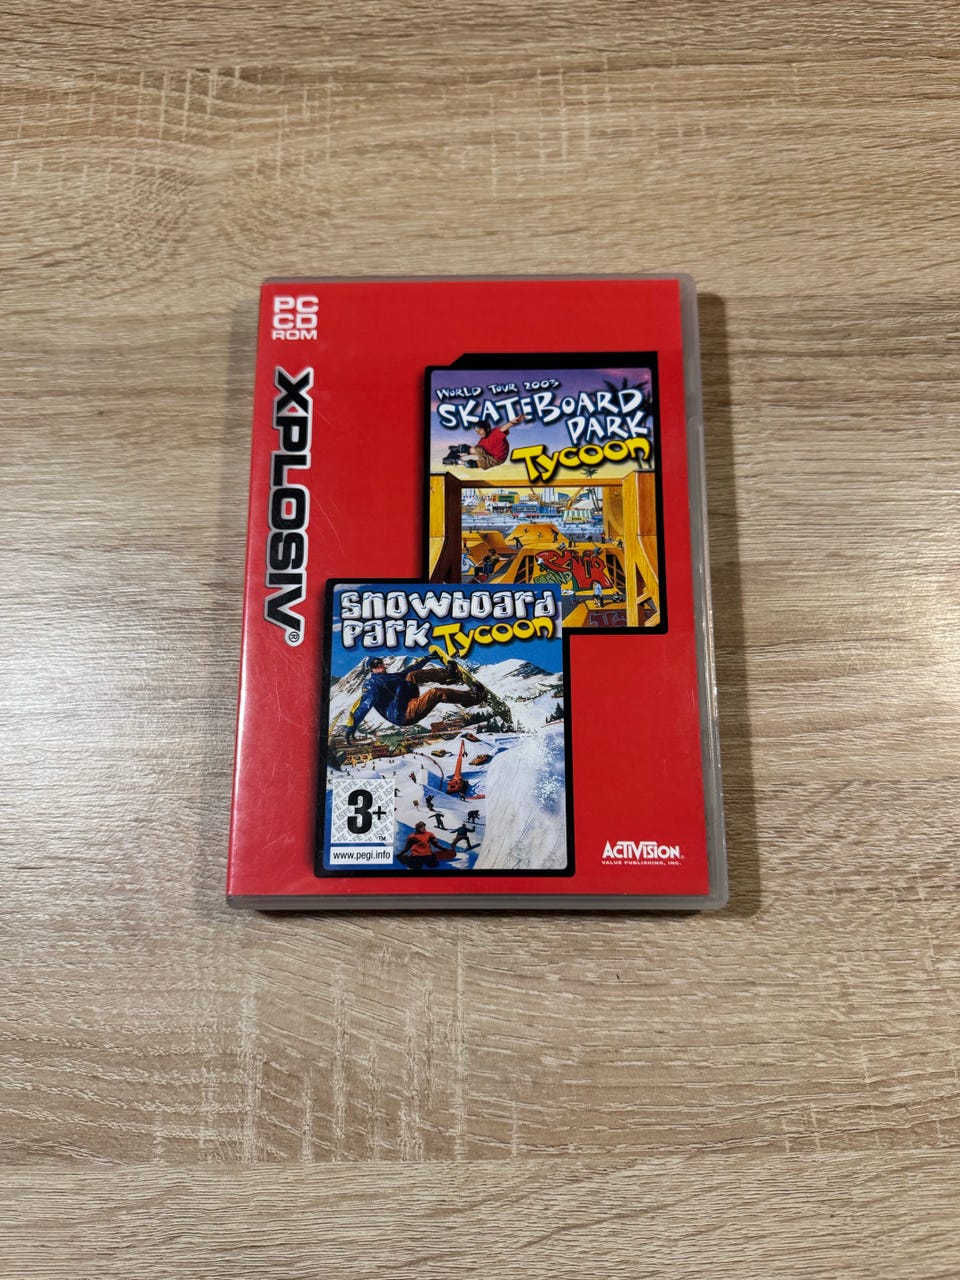 PC
CD
ROM
XPLOSIV®
WORLD TOUR 2003
SKATEBOARD
PARK
Tycoon
Snowboard
Park Tycoon
3+
™
www.pegi.info
ACTIVISION®
VALUE PUBLISHING, INC.